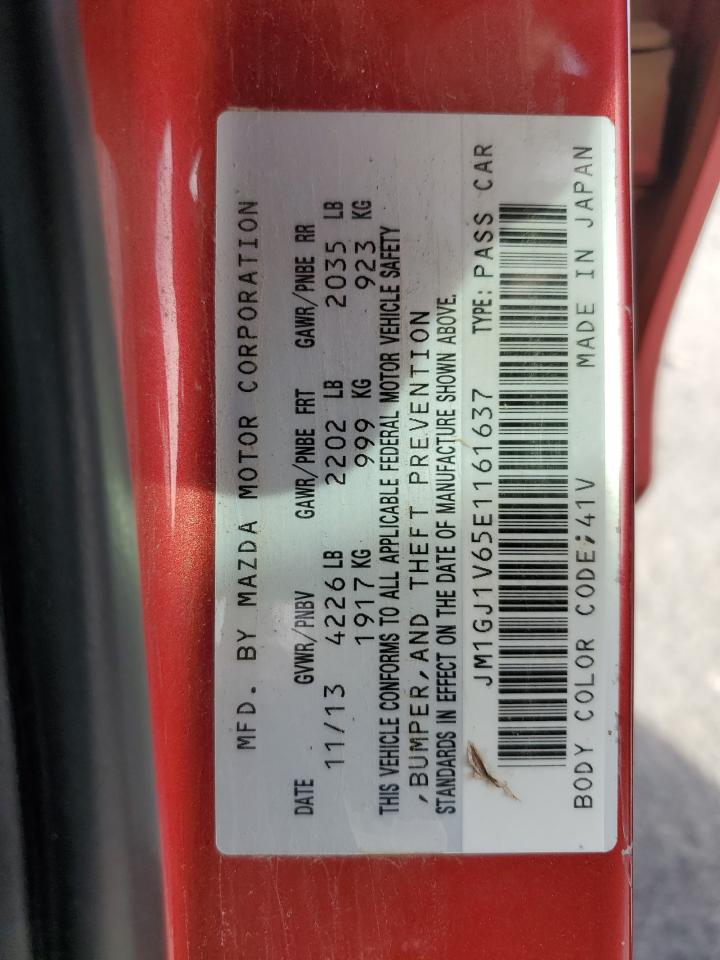 MFD. BY MAZDA MOTOR CORPORATION
DATE GVWR/PNBV GAWR/PNBE FRT GAWR/PNBE RR
11/13 4226 LB 2202 LB 2035 LB
1917 KG 999 KG 923 KG
THIS VEHICLE CONFORMS TO ALL APPLICABLE FEDERAL MOTOR VEHICLE SAFETY
,BUMPER,AND THEFT PREVENTION
STANDARDS IN EFFECT ON THE DATE OF MANUFACTURE SHOWN ABOVE.
JM1GJ1V65E1161637 TYPE: PASS CAR
BODY COLOR CODE;41V MADE IN JAPAN